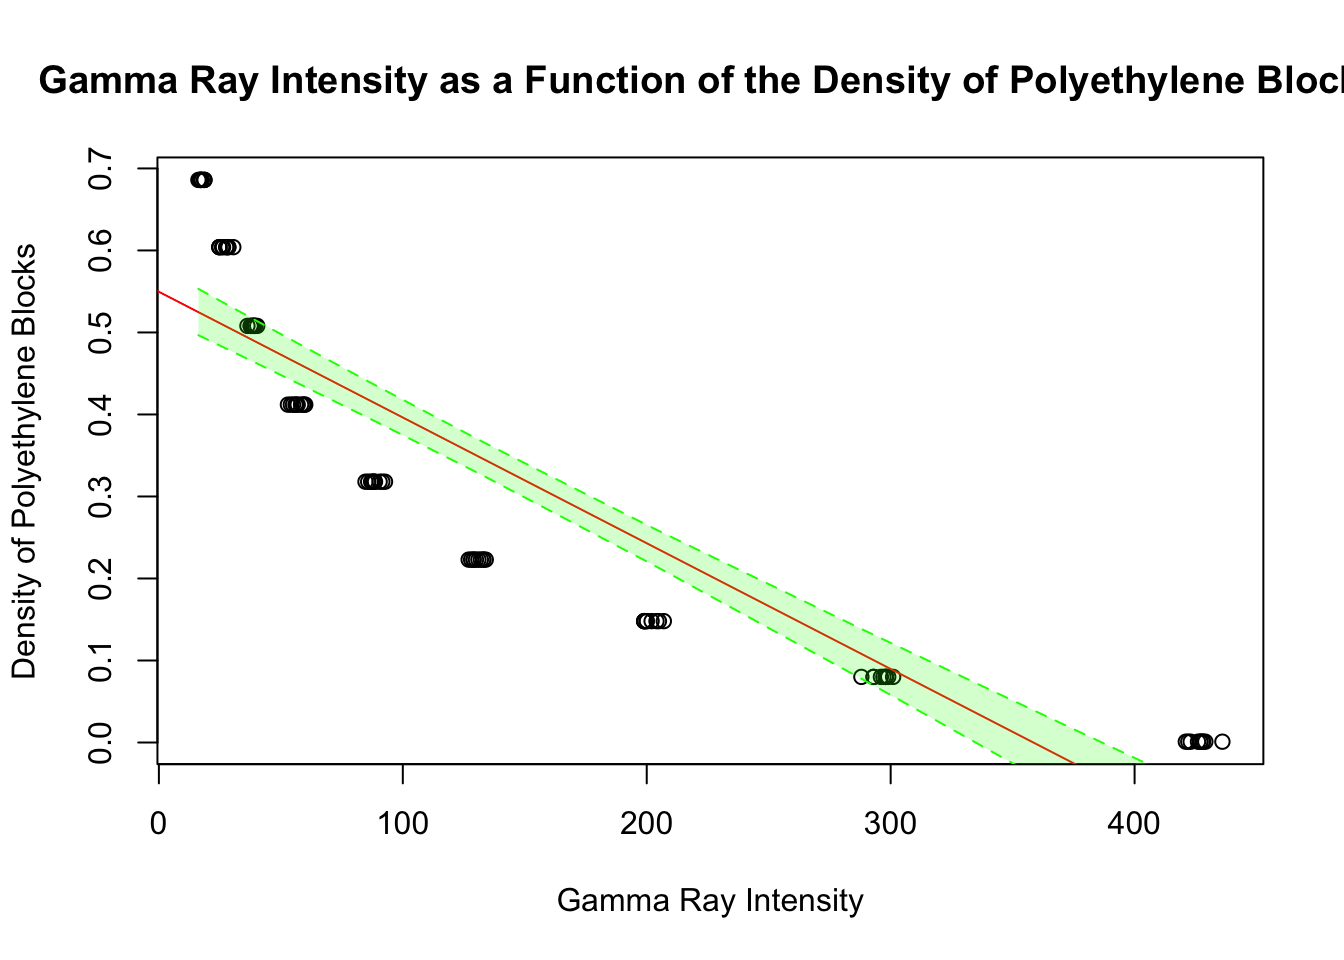 Gamma Ray Intensity as a Function of the Density of Polyethylene Bloc
Density of Polyethylene Blocks
0.7
0.6
0.5
0.4
0.3
0.2
0.1
0.0
0 100 200 300 400
Gamma Ray Intensity